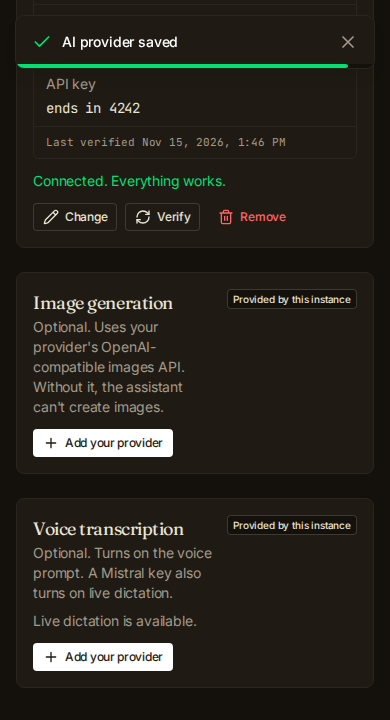 AI provider saved
API key
ends in 4242
Last verified Nov 15, 2026, 1:46 PM
Connected. Everything works.
Change
Verify
Remove
Image generation
Provided by this instance
Optional. Uses your
provider's OpenAI-
compatible images API.
Without it, the assistant
can't create images.
Add your provider
Voice transcription
Provided by this instance
Optional. Turns on the voice
prompt. A Mistral key also
turns on live dictation.
Live dictation is available.
Add your provider